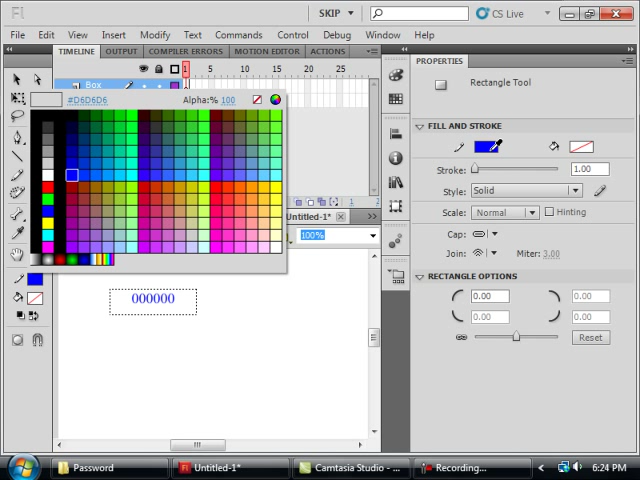 Fl
SKIP
CS Live
File Edit View Insert Modify Text Commands Control Debug Window Help
TIMELINE OUTPUT COMPILER ERRORS MOTION EDITOR ACTIONS
1 5 10 15 20 25
Box
#D6D6D6 Alpha:% 100
Untitled-1*
100%
000000
PROPERTIES
Rectangle Tool
FILL AND STROKE
Stroke: 1.00
Style: Solid
Scale: Normal Hinting
Cap:
Join: Miter: 3.00
RECTANGLE OPTIONS
0.00 0.00
0.00 0.00
Reset
Password
Fl Untitled-1*
Camtasia Studio - ...
Recording...
6:24 PM